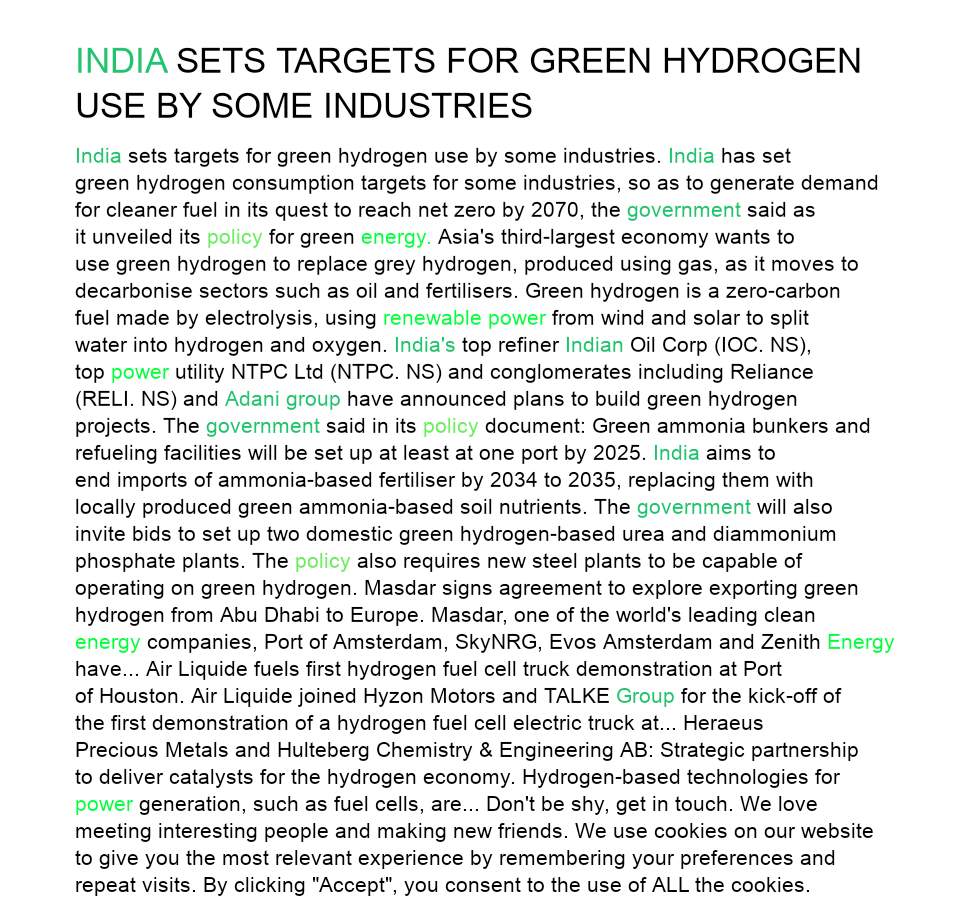 INDIA SETS TARGETS FOR GREEN HYDROGEN
USE BY SOME INDUSTRIES
India sets targets for green hydrogen use by some industries. India has set
green hydrogen consumption targets for some industries, so as to generate demand
for cleaner fuel in its quest to reach net zero by 2070, the government said as
it unveiled its policy for green energy. Asia's third-largest economy wants to
use green hydrogen to replace grey hydrogen, produced using gas, as it moves to
decarbonise sectors such as oil and fertilisers. Green hydrogen is a zero-carbon
fuel made by electrolysis, using renewable power from wind and solar to split
water into hydrogen and oxygen. India's top refiner Indian Oil Corp (IOC. NS),
top power utility NTPC Ltd (NTPC. NS) and conglomerates including Reliance
(RELI. NS) and Adani group have announced plans to build green hydrogen
projects. The government said in its policy document: Green ammonia bunkers and
refueling facilities will be set up at least at one port by 2025. India aims to
end imports of ammonia-based fertiliser by 2034 to 2035, replacing them with
locally produced green ammonia-based soil nutrients. The government will also
invite bids to set up two domestic green hydrogen-based urea and diammonium
phosphate plants. The policy also requires new steel plants to be capable of
operating on green hydrogen. Masdar signs agreement to explore exporting green
hydrogen from Abu Dhabi to Europe. Masdar, one of the world's leading clean
energy companies, Port of Amsterdam, SkyNRG, Evos Amsterdam and Zenith Energy
have... Air Liquide fuels first hydrogen fuel cell truck demonstration at Port
of Houston. Air Liquide joined Hyzon Motors and TALKE Group for the kick-off of
the first demonstration of a hydrogen fuel cell electric truck at... Heraeus
Precious Metals and Hulteberg Chemistry & Engineering AB: Strategic partnership
to deliver catalysts for the hydrogen economy. Hydrogen-based technologies for
power generation, such as fuel cells, are... Don't be shy, get in touch. We love
meeting interesting people and making new friends. We use cookies on our website
to give you the most relevant experience by remembering your preferences and
repeat visits. By clicking "Accept", you consent to the use of ALL the cookies.